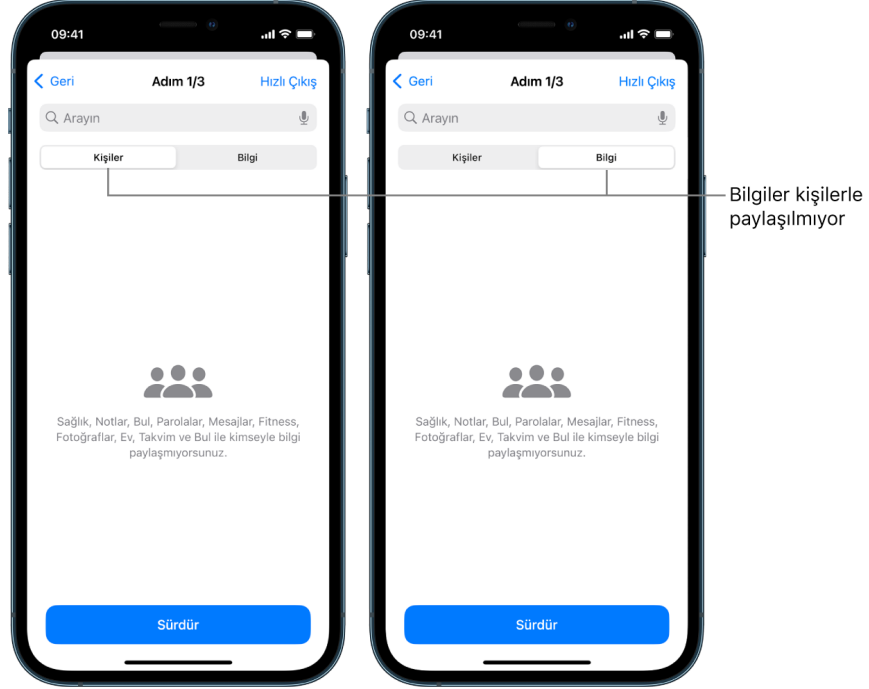 09:41
Geri Adım 1/3 Hızlı Çıkış
Arayın
Kişiler Bilgi
Sağlık, Notlar, Bul, Parolalar, Mesajlar, Fitness,
Fotoğraflar, Ev, Takvim ve Bul ile kimseyle bilgi
paylaşmıyorsunuz.
Sürdür
09:41
Geri Adım 1/3 Hızlı Çıkış
Arayın
Kişiler Bilgi
Sağlık, Notlar, Bul, Parolalar, Mesajlar, Fitness,
Fotoğraflar, Ev, Takvim ve Bul ile kimseyle bilgi
paylaşmıyorsunuz.
Sürdür
Bilgiler kişilerle
paylaşılmıyor